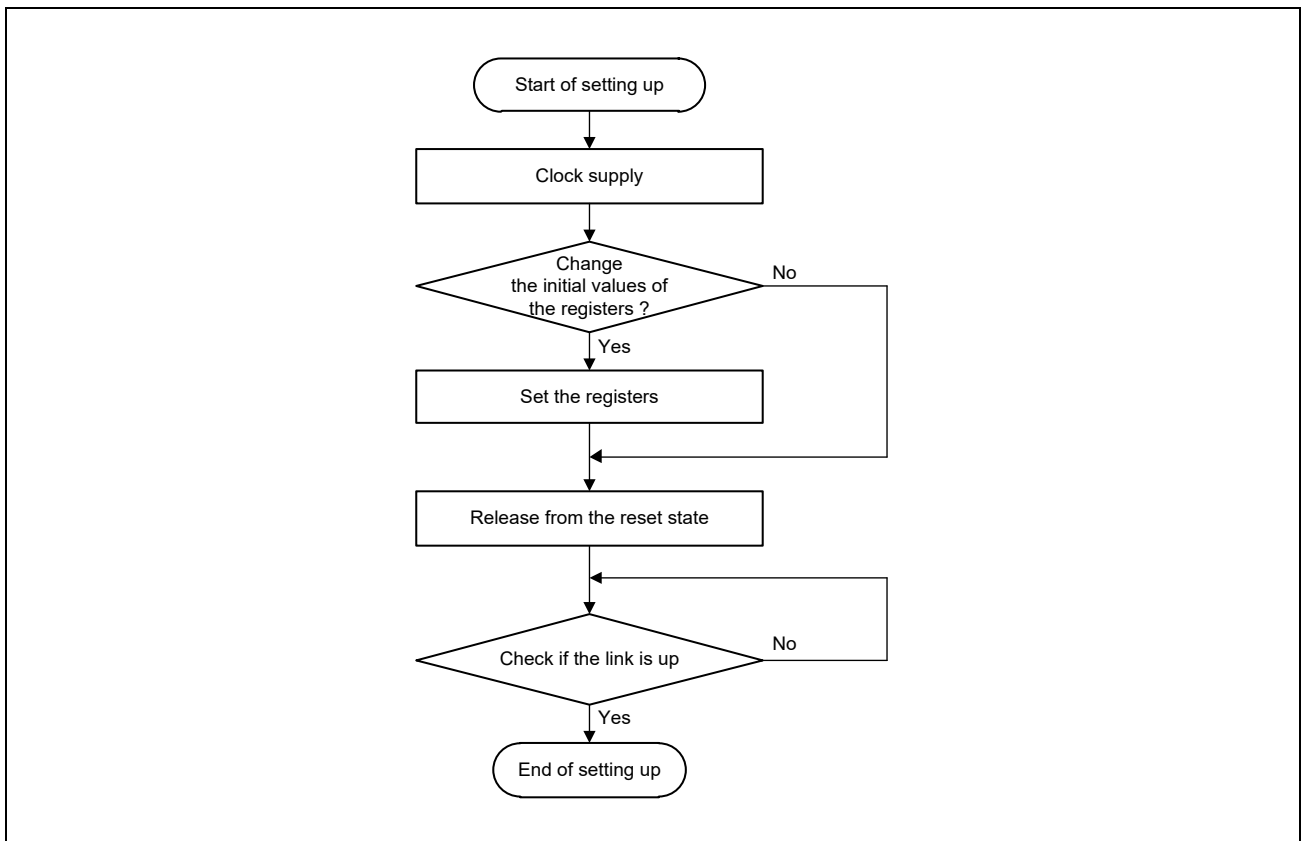 Start of setting up
Clock supply
Change
the initial values of
the registers ?
No
Yes
Set the registers
Release from the reset state
Check if the link is up
No
Yes
End of setting up